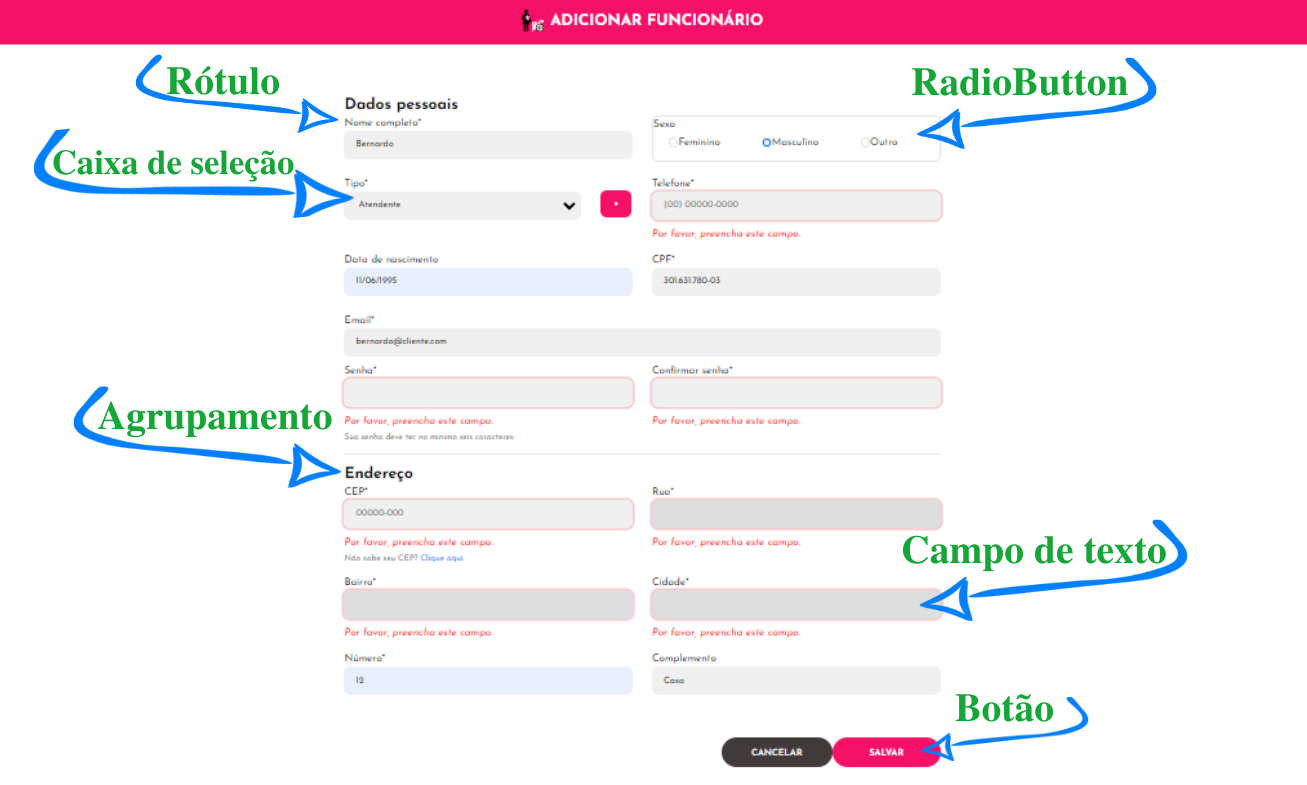 ADICIONAR FUNCIONÁRIO
Rótulo
RadioButton
Dados pessoais
Nome completo*
Bernardo
Sexo
Feminino
Masculino
Outro
Caixa de seleção
Tipo*
Atendente
+
Telefone*
(00) 00000-0000
Por favor, preencha este campo.
Data de nascimento
11/06/1995
CPF*
301.631.780-03
Email*
bernardo@cliente.com
Senha*
Confirmar senha*
Por favor, preencha este campo.
Por favor, preencha este campo.
Sua senha deve ter no mínimo seis caracteres.
Agrupamento
Endereço
CEP*
00000-000
Rua*
Por favor, preencha este campo.
Por favor, preencha este campo.
Não sabe seu CEP? Clique aqui.
Campo de texto
Bairro*
Cidade*
Por favor, preencha este campo.
Por favor, preencha este campo.
Número*
12
Complemento
Casa
Botão
CANCELAR
SALVAR